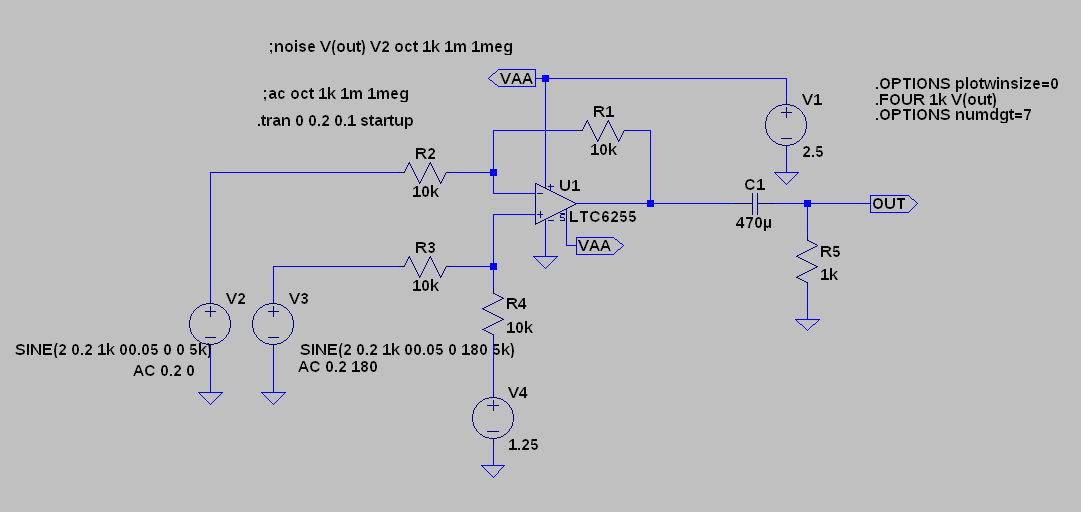 ;noise V(out) V2 oct 1k 1m 1meg
VAA
;ac oct 1k 1m 1meg
.OPTIONS plotwinsize=0
.FOUR 1k V(out)
.OPTIONS numdgt=7
.tran 0 0.2 0.1 startup
V1
2.5
R1
10k
R2
10k
U1
LTC6255
5
VAA
C1
470µ
OUT
R3
10k
R5
1k
V2
SINE(2 0.2 1k 00.05 0 0 5k)
AC 0.2 0
V3
SINE(2 0.2 1k 00.05 0 180 5k)
AC 0.2 180
R4
10k
V4
1.25